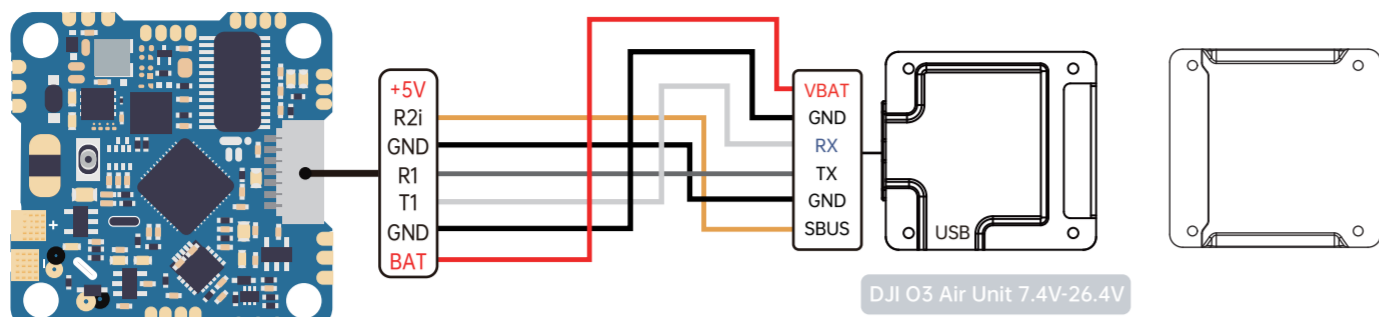 +5V
R2i
GND
R1
T1
GND
BAT
VBAT
GND
RX
TX
GND
SBUS
USB
DJI O3 Air Unit 7.4V-26.4V
+
-